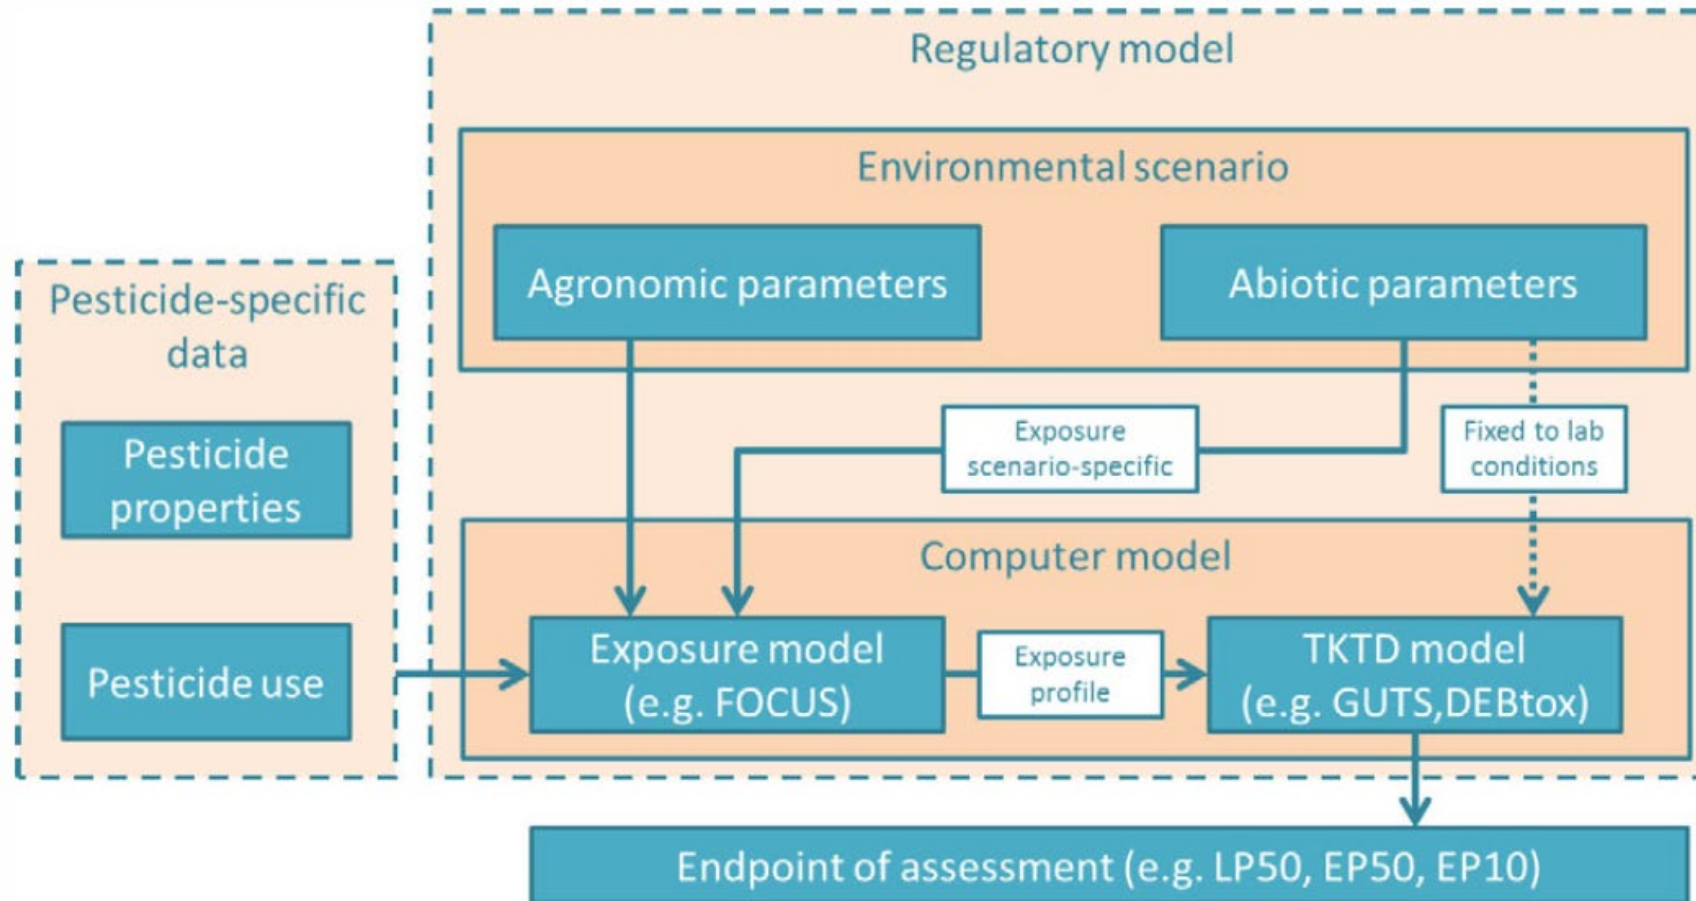 Regulatory model
Environmental scenario
Agronomic parameters
Abiotic parameters
Pesticide-specific
data
Pesticide
properties
Pesticide use
Exposure
scenario-specific
Fixed to lab
conditions
Computer model
Exposure model
(e.g. FOCUS)
Exposure
profile
TKTD model
(e.g. GUTS,DEBtox)
Endpoint of assessment (e.g. LP50, EP50, EP10)